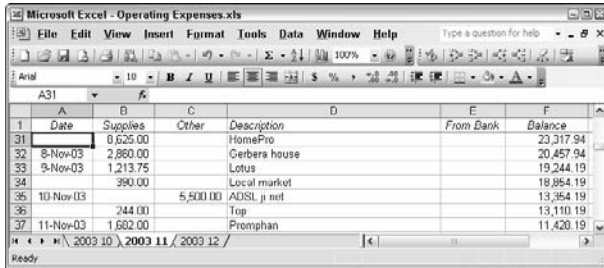 Microsoft Excel - Operating Expenses.xls
File Edit View Insert Format Tools Data Window Help Type a question for help
100%
Arial 10 B I U $ % ,
A31 fx
A B C D E F
1 Date Supplies Other Description From Bank Balance
31 8,625.00 HomePro 23,317.94
32 8-Nov-03 2,860.00 Gerbera house 20,457.94
33 9-Nov-03 1,213.75 Lotus 19,244.19
34 390.00 Local market 18,854.19
35 10-Nov-03 5,500.00 ADSL ji net 13,354.19
36 244.00 Top 13,110.19
37 11-Nov-03 1,682.00 Promphan 11,428.19
2003 10 2003 11 2003 12
Ready